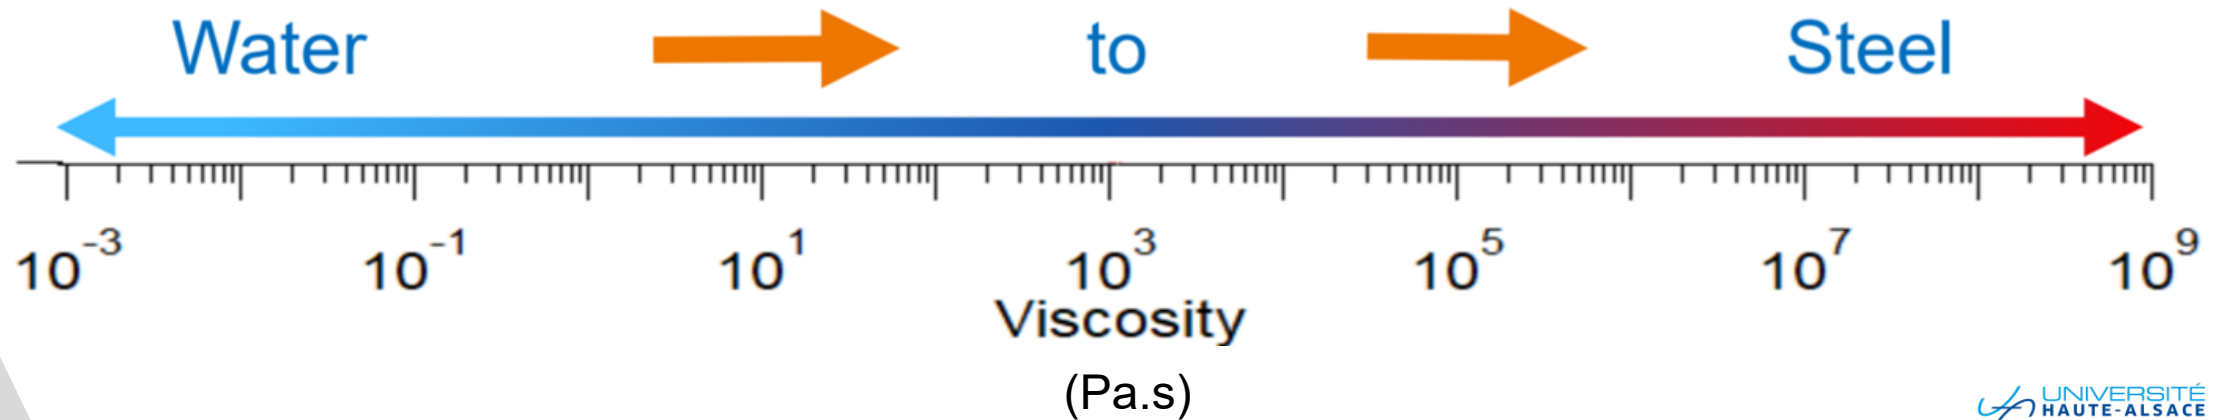 Water to Steel
10⁻³ 10⁻¹ 10¹ 10³ 10⁵ 10⁷ 10⁹
Viscosity
(Pa.s)
UNIVERSITÉ
HAUTE-ALSACE